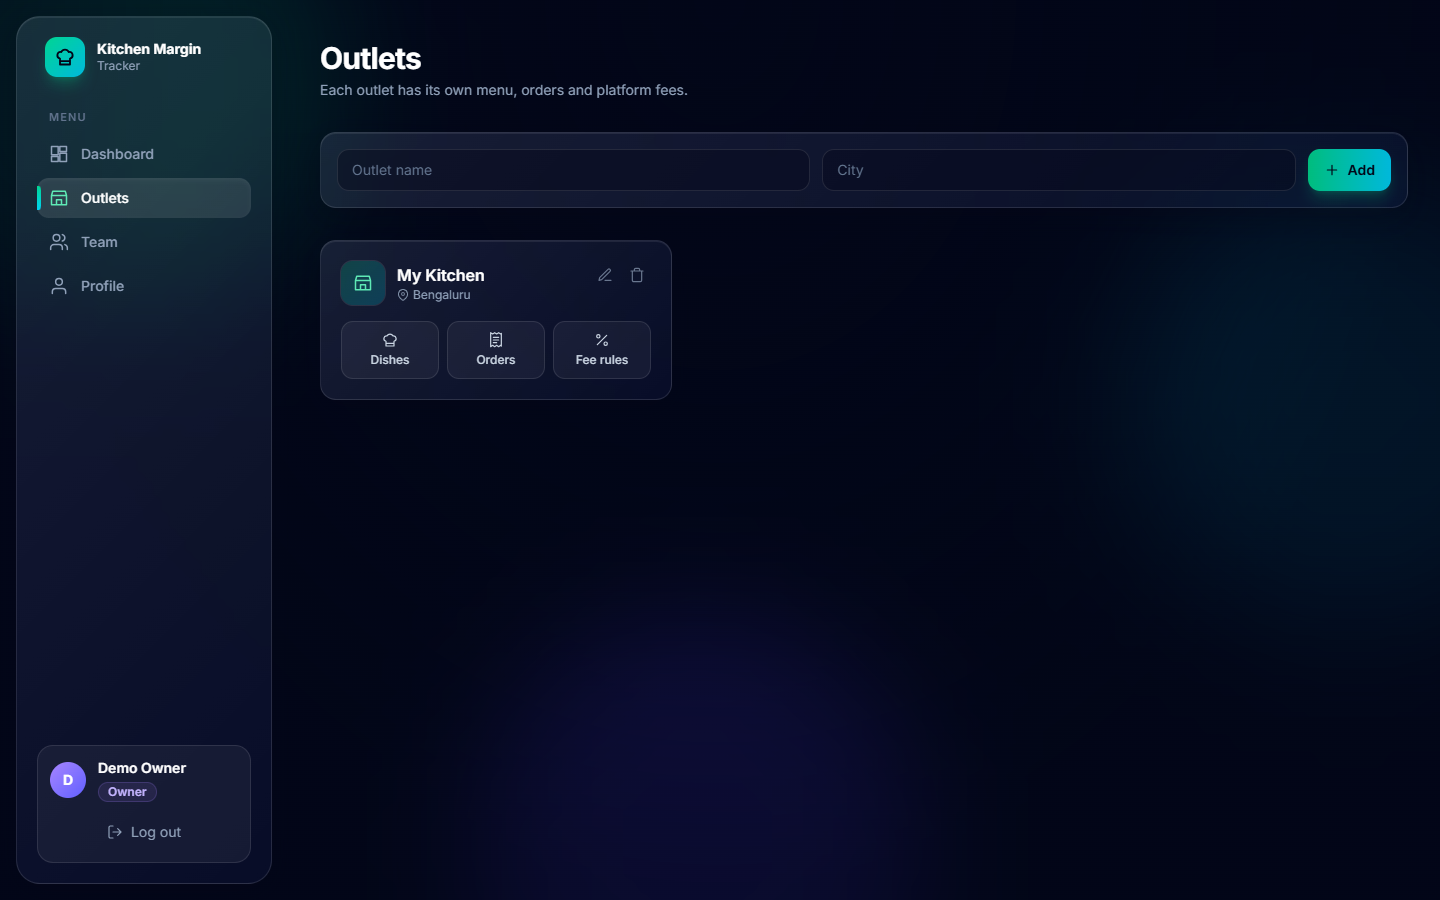 Kitchen Margin
Tracker
MENU
Dashboard
Outlets
Team
Profile
Demo Owner
D
Owner
Log out
Outlets
Each outlet has its own menu, orders and platform fees.
Outlet name
City
Add
My Kitchen
Bengaluru
Dishes
Orders
Fee rules